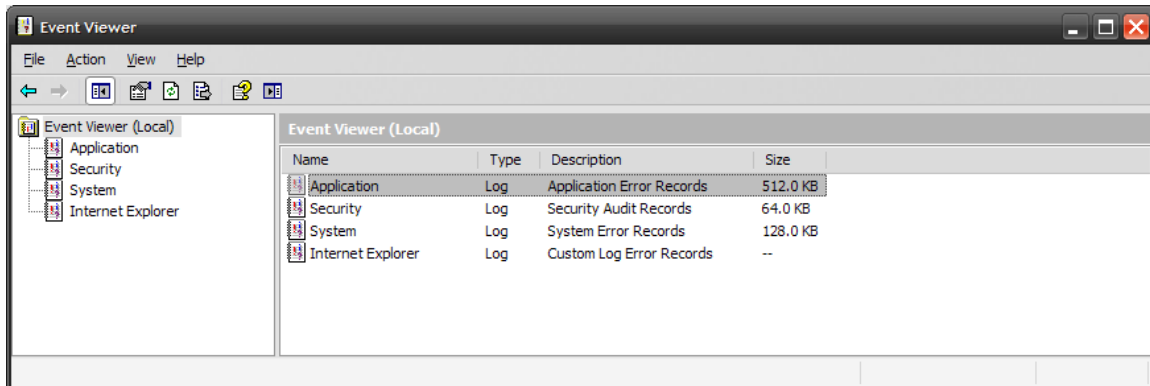 Event Viewer
File Action View Help
Event Viewer (Local)
Application
Security
System
Internet Explorer
Event Viewer (Local)
Name Type Description Size
Application Log Application Error Records 512.0 KB
Security Log Security Audit Records 64.0 KB
System Log System Error Records 128.0 KB
Internet Explorer Log Custom Log Error Records --